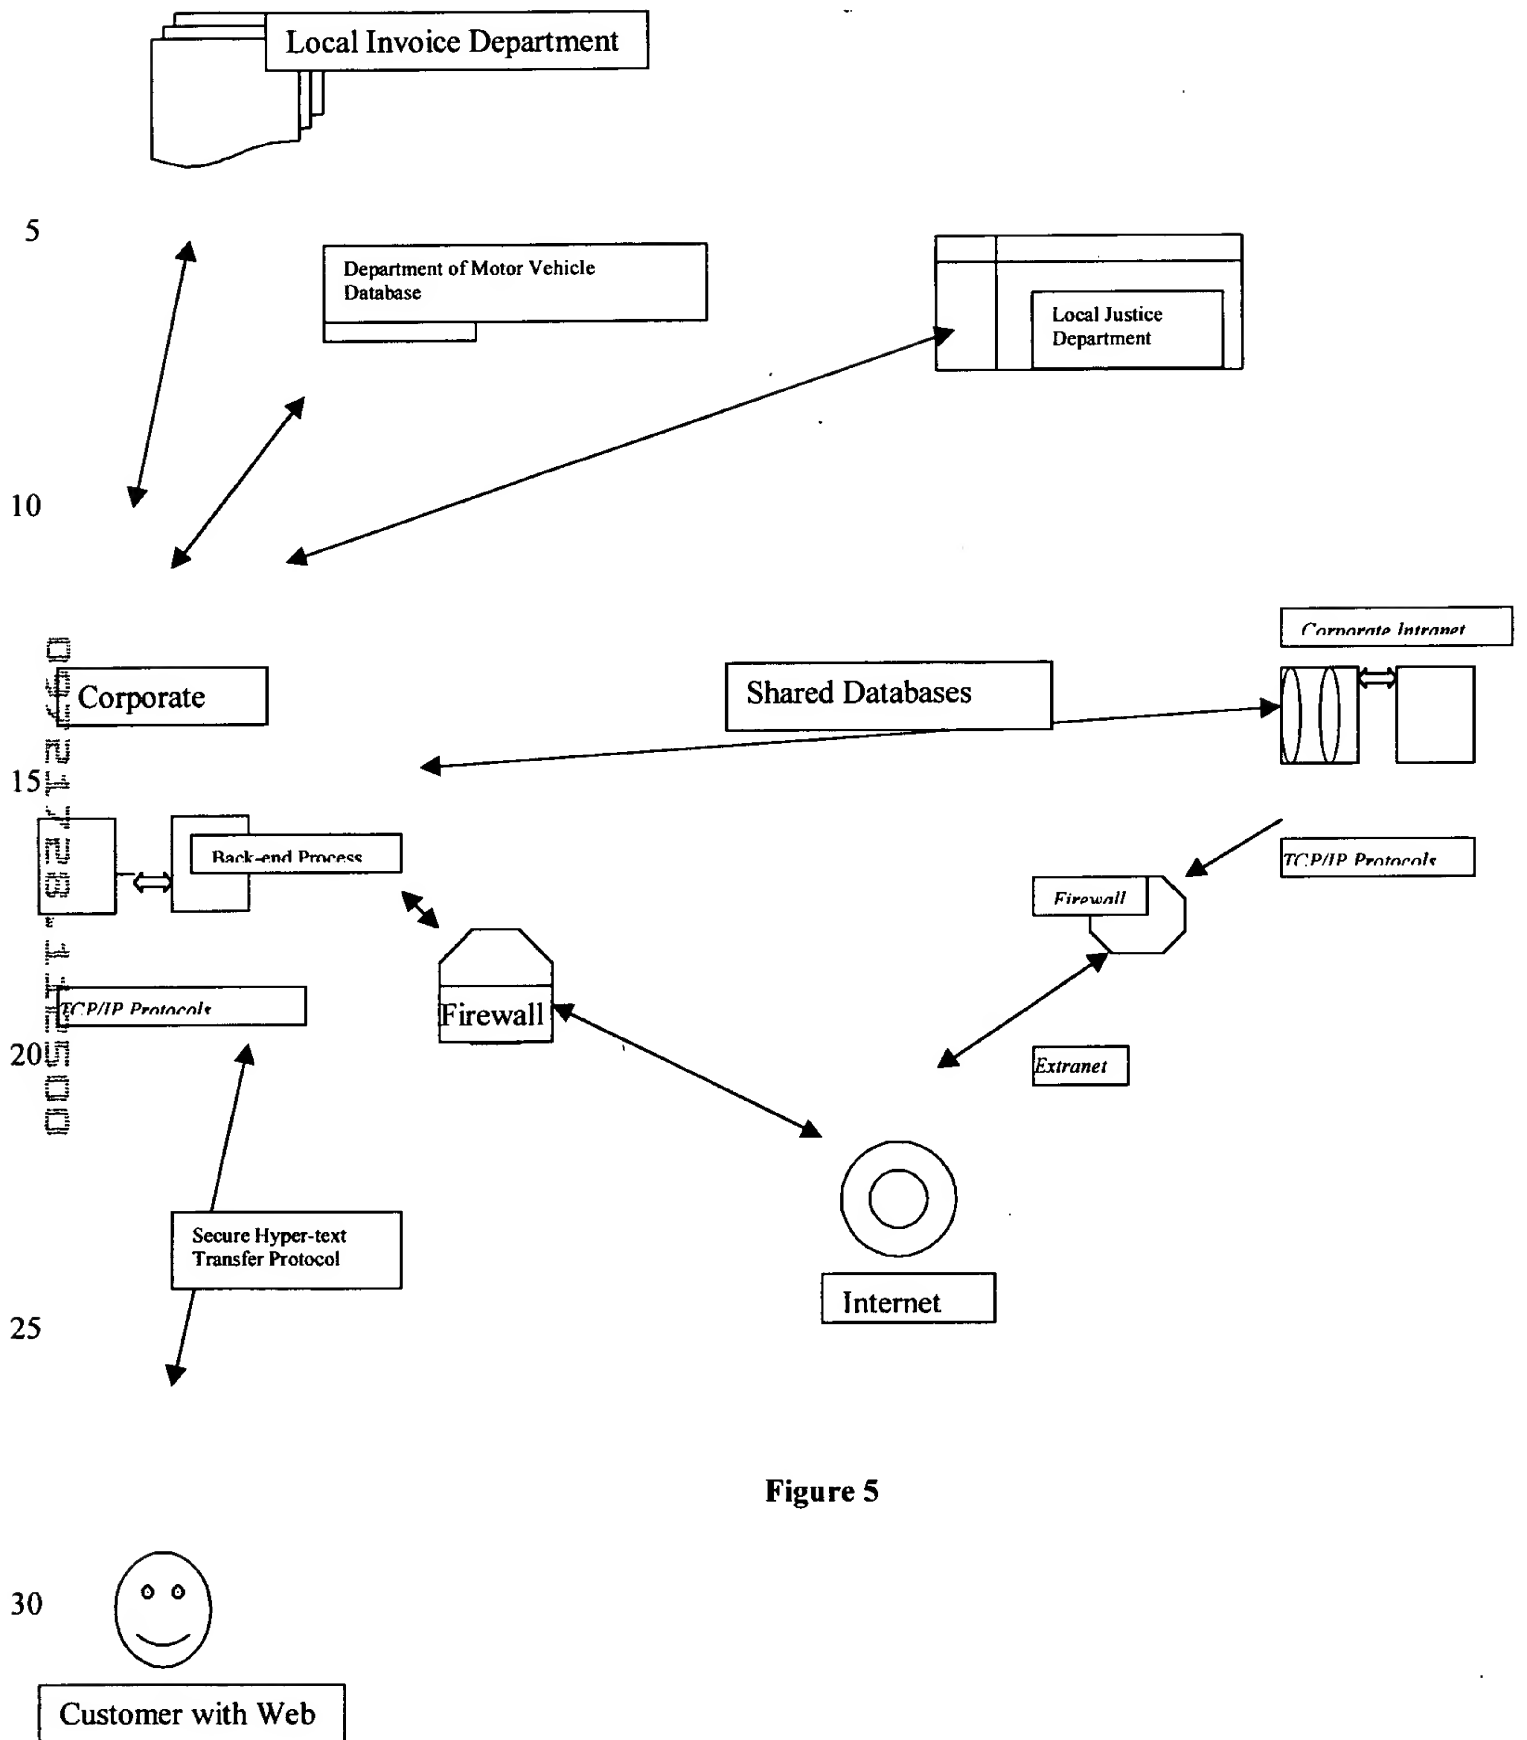 Local Invoice Department
5
Department of Motor Vehicle
Database
Local Justice
Department
10
Corporate Intranet
Corporate
Shared Databases
15
Back-end Process
TCP/IP Protocols
Firewall
TCP/IP Protocols
Firewall
20
Extranet
Secure Hyper-text
Transfer Protocol
Internet
25
Figure 5
30
Customer with Web